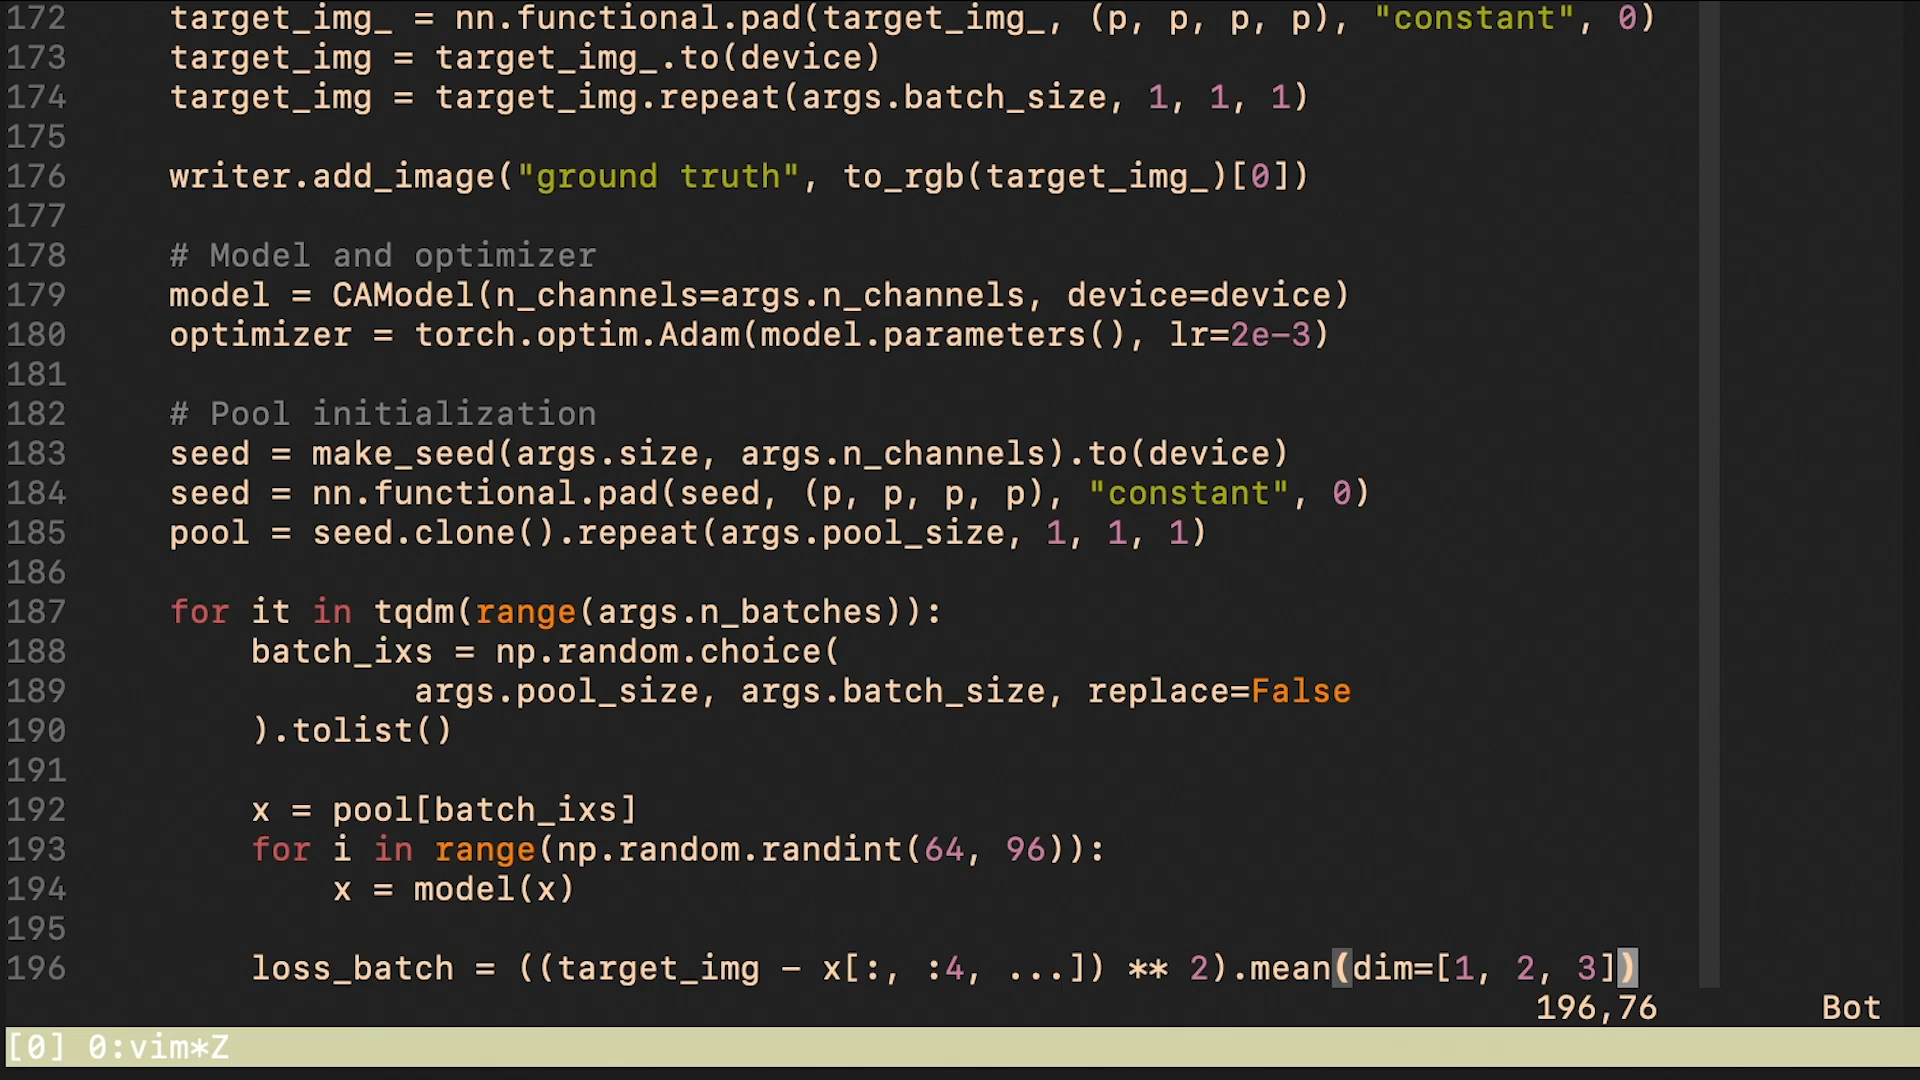 172     target_img_ = nn.functional.pad(target_img_, (p, p, p, p), "constant", 0)
173     target_img = target_img_.to(device)
174     target_img = target_img.repeat(args.batch_size, 1, 1, 1)
175
176     writer.add_image("ground truth", to_rgb(target_img_)[0])
177
178     # Model and optimizer
179     model = CAModel(n_channels=args.n_channels, device=device)
180     optimizer = torch.optim.Adam(model.parameters(), lr=2e-3)
181
182     # Pool initialization
183     seed = make_seed(args.size, args.n_channels).to(device)
184     seed = nn.functional.pad(seed, (p, p, p, p), "constant", 0)
185     pool = seed.clone().repeat(args.pool_size, 1, 1, 1)
186
187     for it in tqdm(range(args.n_batches)):
188         batch_ixs = np.random.choice(
189                 args.pool_size, args.batch_size, replace=False
190         ).tolist()
191
192         x = pool[batch_ixs]
193         for i in range(np.random.randint(64, 96)):
194             x = model(x)
195
196         loss_batch = ((target_img - x[:, :4, ...]) ** 2).mean(dim=[1, 2, 3])
196,76 Bot
[0] 0:vim*Z